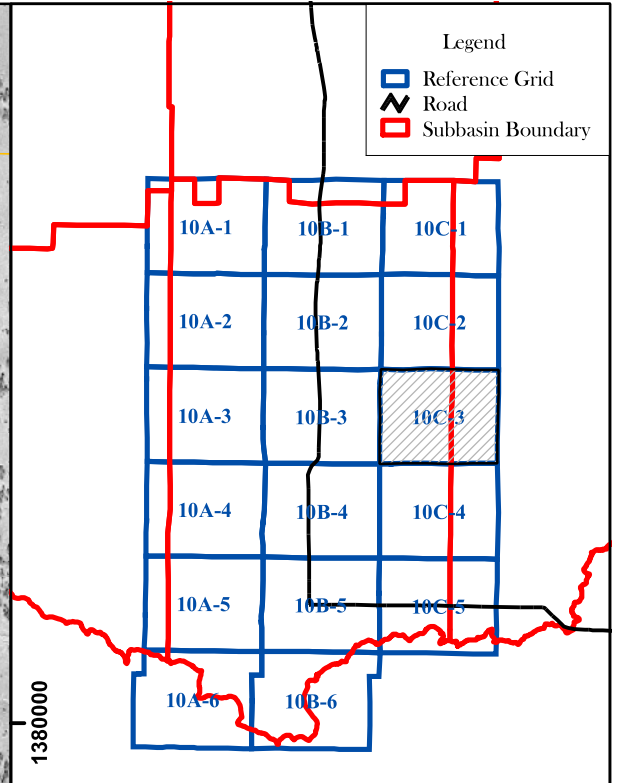 Legend
Reference Grid
Road
Subbasin Boundary
10A-1 10B-1 10C-1
10A-2 10B-2 10C-2
10A-3 10B-3 10C-3
10A-4 10B-4 10C-4
10A-5 10B-5 10C-5
10A-6 10B-6
1380000